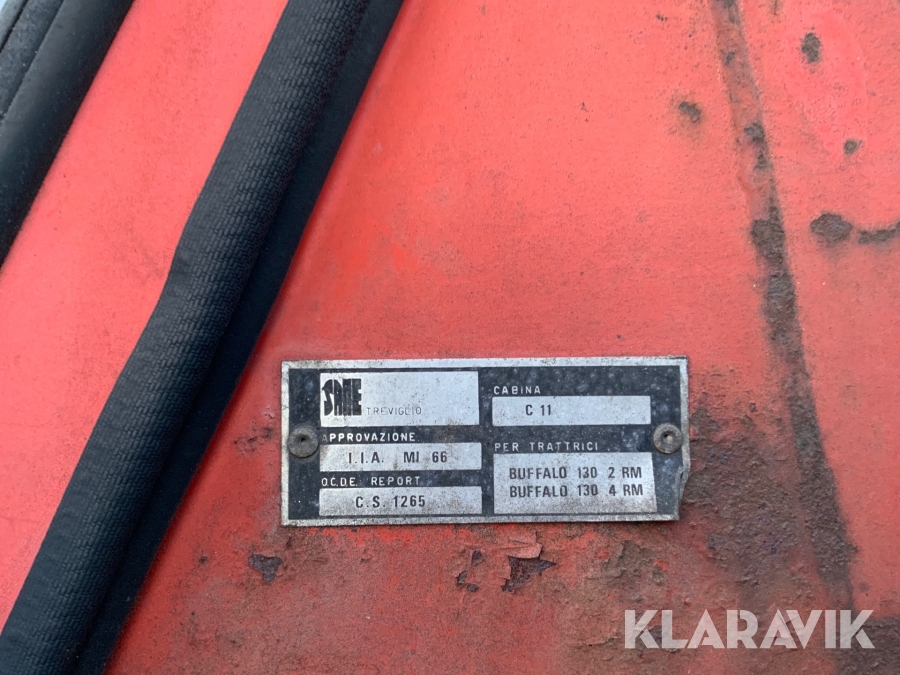 SAME TREVIGLIO
APPROVAZIONE
I.I.A. MI 66
O.C.D.E. REPORT
C.S. 1265
CABINA
C 11
PER TRATTRICI
BUFFALO 130 2 RM
BUFFALO 130 4 RM
KLARAVIK